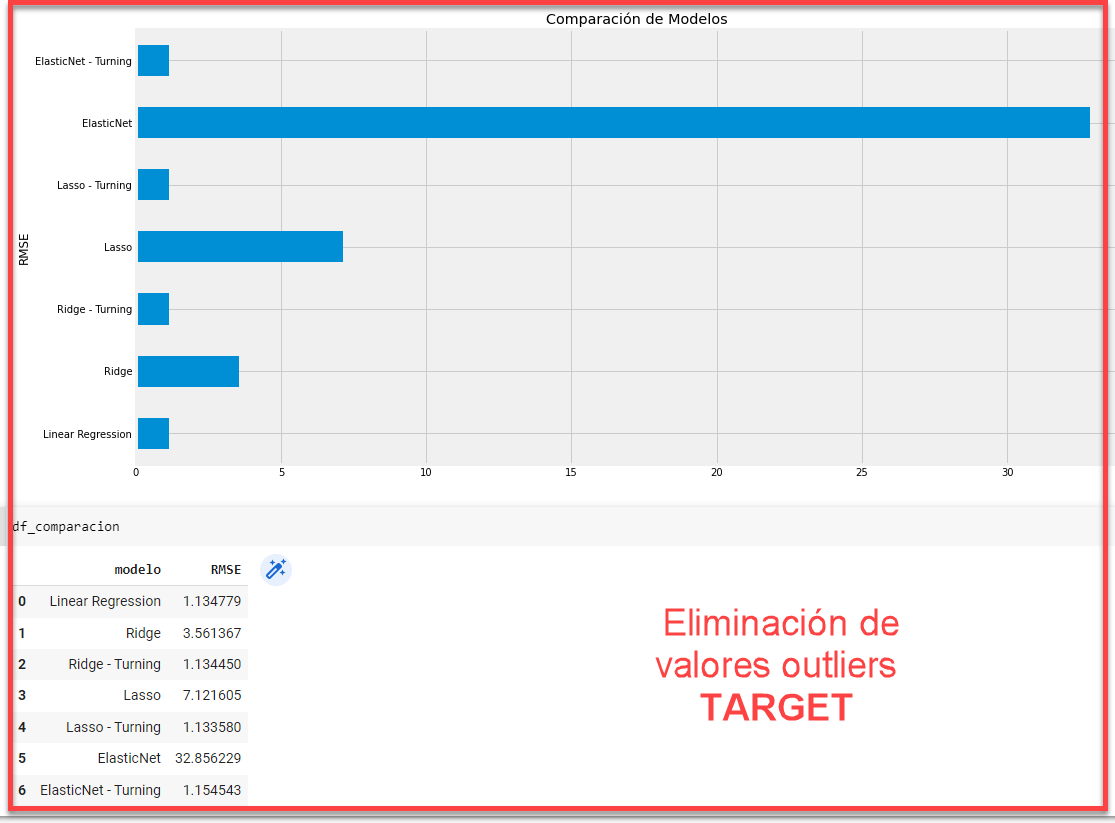 Comparación de Modelos
ElasticNet - Turning
ElasticNet
Lasso - Turning
Lasso
Ridge - Turning
Ridge
Linear Regression
RMSE
0 5 10 15 20 25 30
df_comparacion
modelo RMSE
0 Linear Regression 1.134779
1 Ridge 3.561367
2 Ridge - Turning 1.134450
3 Lasso 7.121605
4 Lasso - Turning 1.133580
5 ElasticNet 32.856229
6 ElasticNet - Turning 1.154543
Eliminación de
valores outliers
TARGET